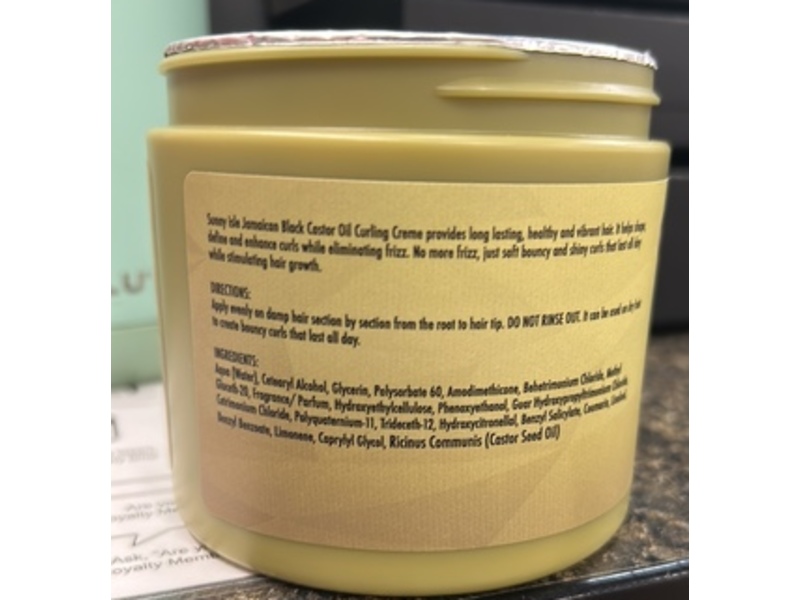 Sunny Isle Jamaican Black Castor Oil Curling Creme provides long lasting, healthy and vibrant hair. It helps shape,
define and enhance curls while eliminating frizz. No more frizz, just soft bouncy and shiny curls that last all day
while stimulating hair growth.
DIRECTIONS:
Apply evenly on damp hair section by section from the root to hair tip. DO NOT RINSE OUT. It can be used on dry hair
to create bouncy curls that last all day.
INGREDIENTS:
Aqua (Water), Cetearyl Alcohol, Glycerin, Polysorbate 60, Amodimethicone, Behetrimonium Chloride, Methyl
Gluceth-20, Fragrance/ Parfum, Hydroxyethylcellulose, Phenoxyethanol, Guar Hydroxypropyltrimonium Chloride,
Cetrimonium Chloride, Polyquaternium-11, Trideceth-12, Hydroxycitronellal, Benzyl Salicylate, Coumarin, Linalool,
Benzyl Benzoate, Limonene, Caprylyl Glycol, Ricinus Communis (Castor Seed Oil)
LU
Ask, "Are